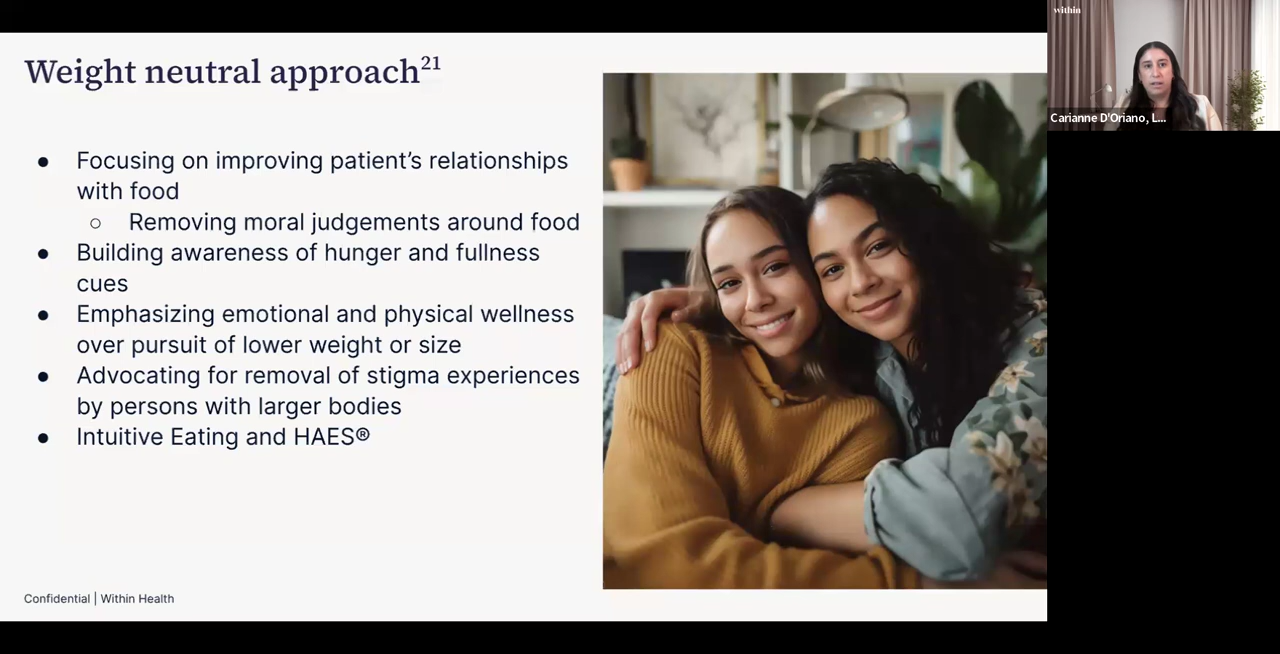 Weight neutral approach21
● Focusing on improving patient’s relationships
with food
○ Removing moral judgements around food
● Building awareness of hunger and fullness
cues
● Emphasizing emotional and physical wellness
over pursuit of lower weight or size
● Advocating for removal of stigma experiences
by persons with larger bodies
● Intuitive Eating and HAES®
Confidential | Within Health
within
Carianne D'Oriano, L...